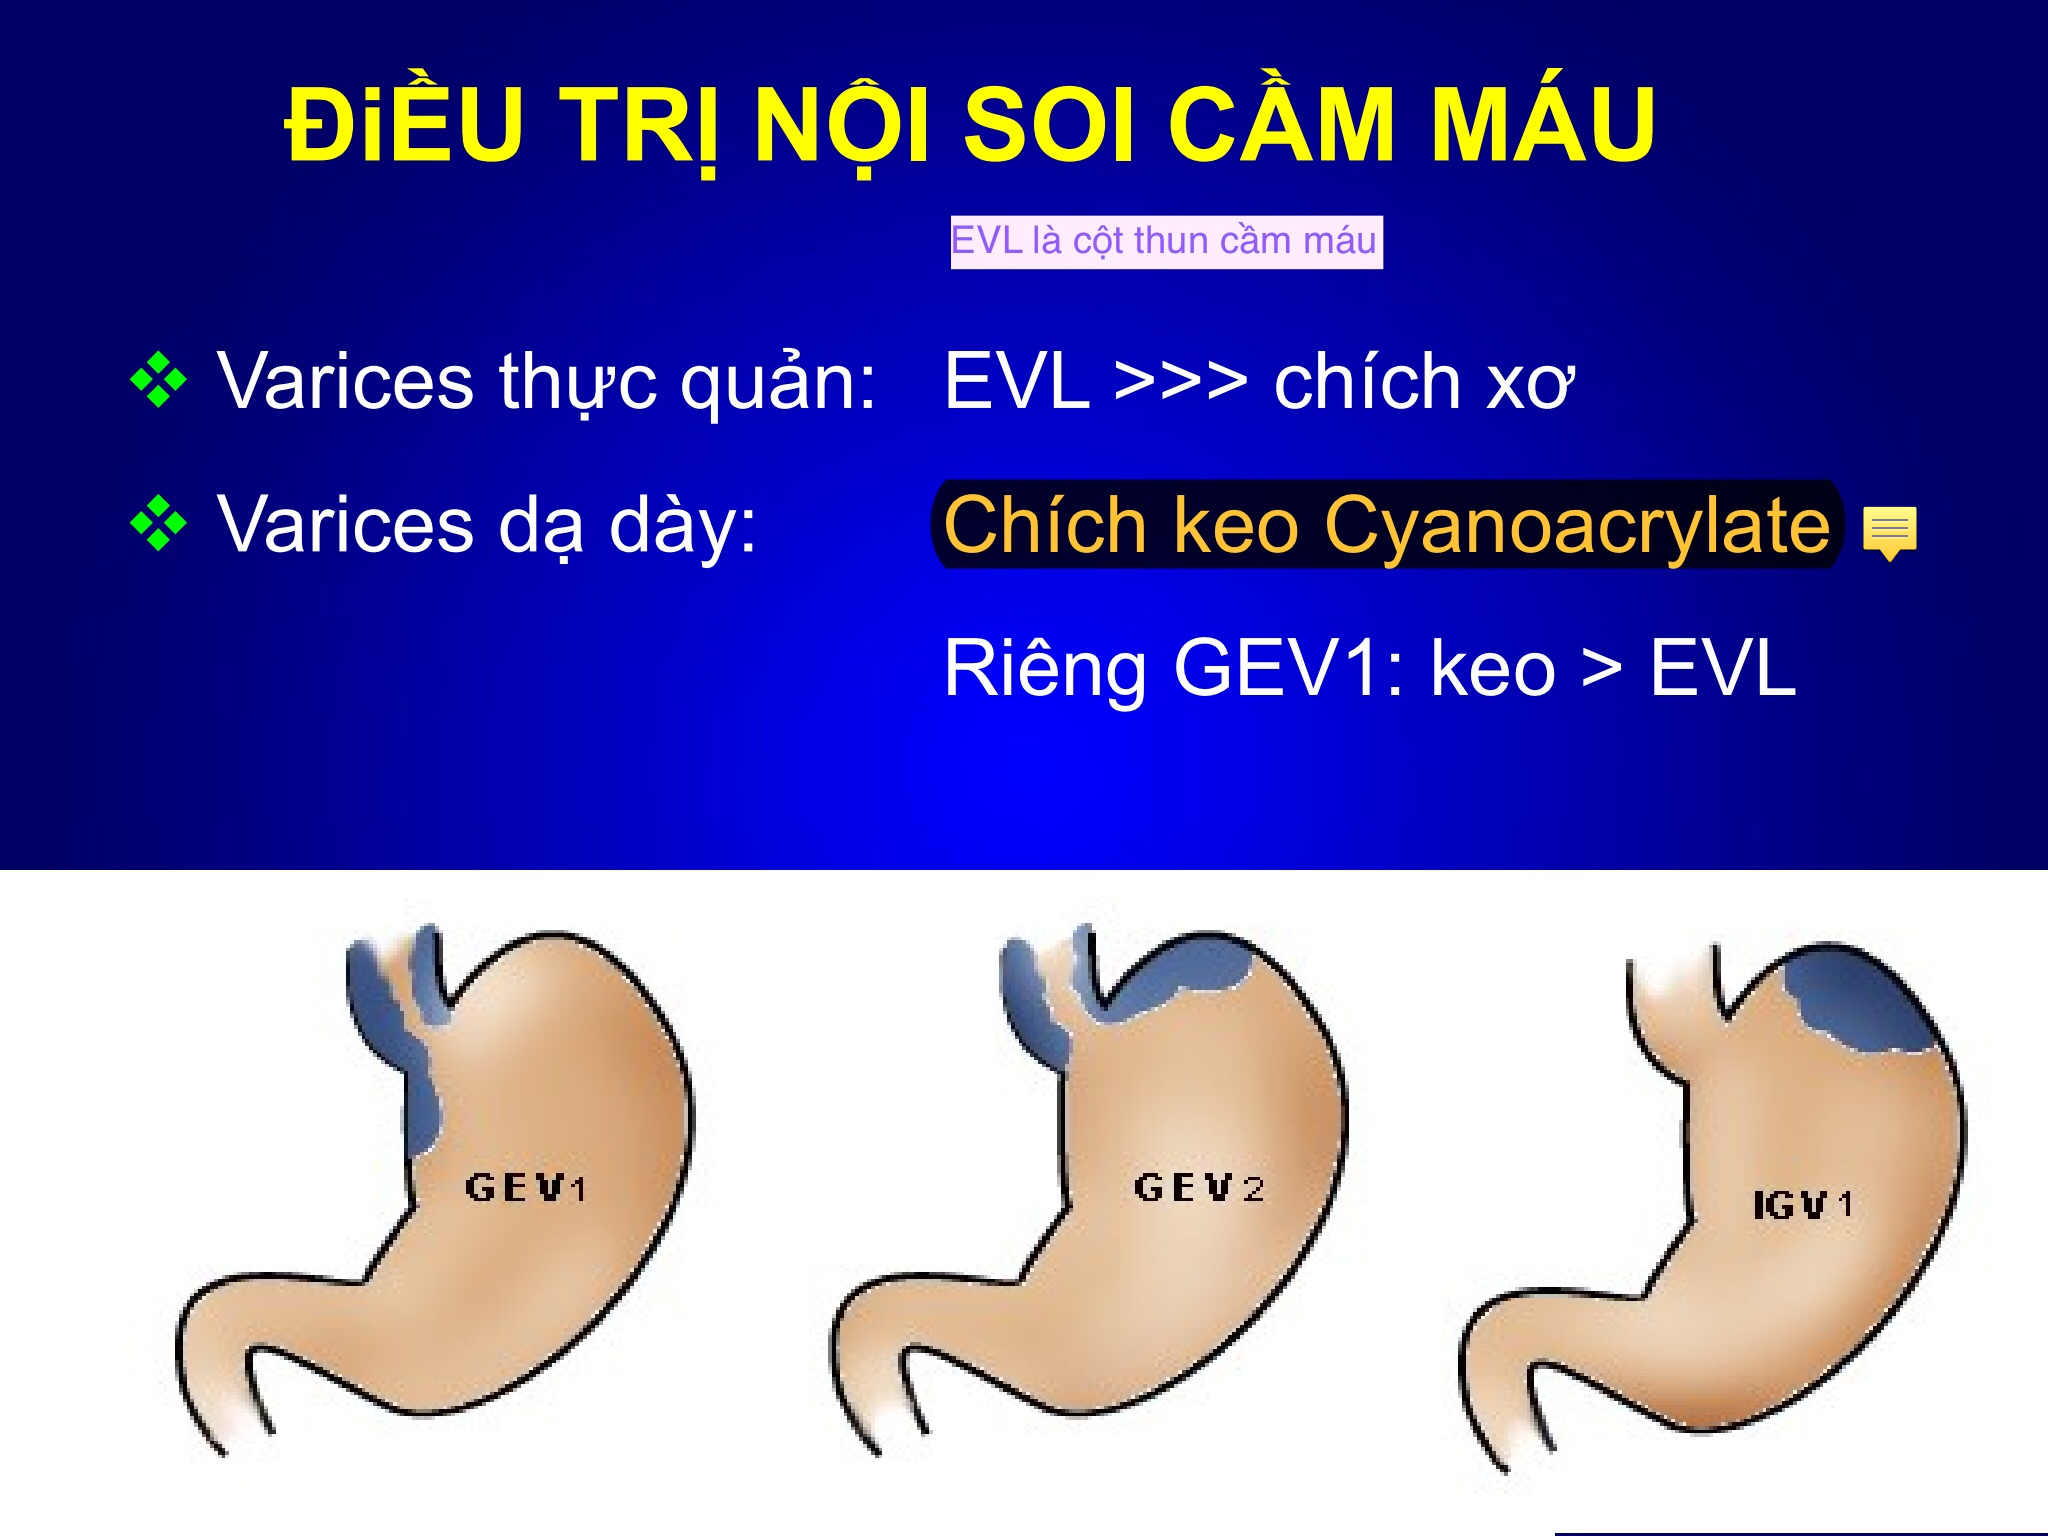 ĐiỀU TRỊ NỘI SOI CẦM MÁU
EVL là cột thun cầm máu
❖ Varices thực quản: EVL >>> chích xơ
❖ Varices dạ dày: Chích keo Cyanoacrylate
Riêng GEV1: keo > EVL
GEV1
GEV2
IGV1